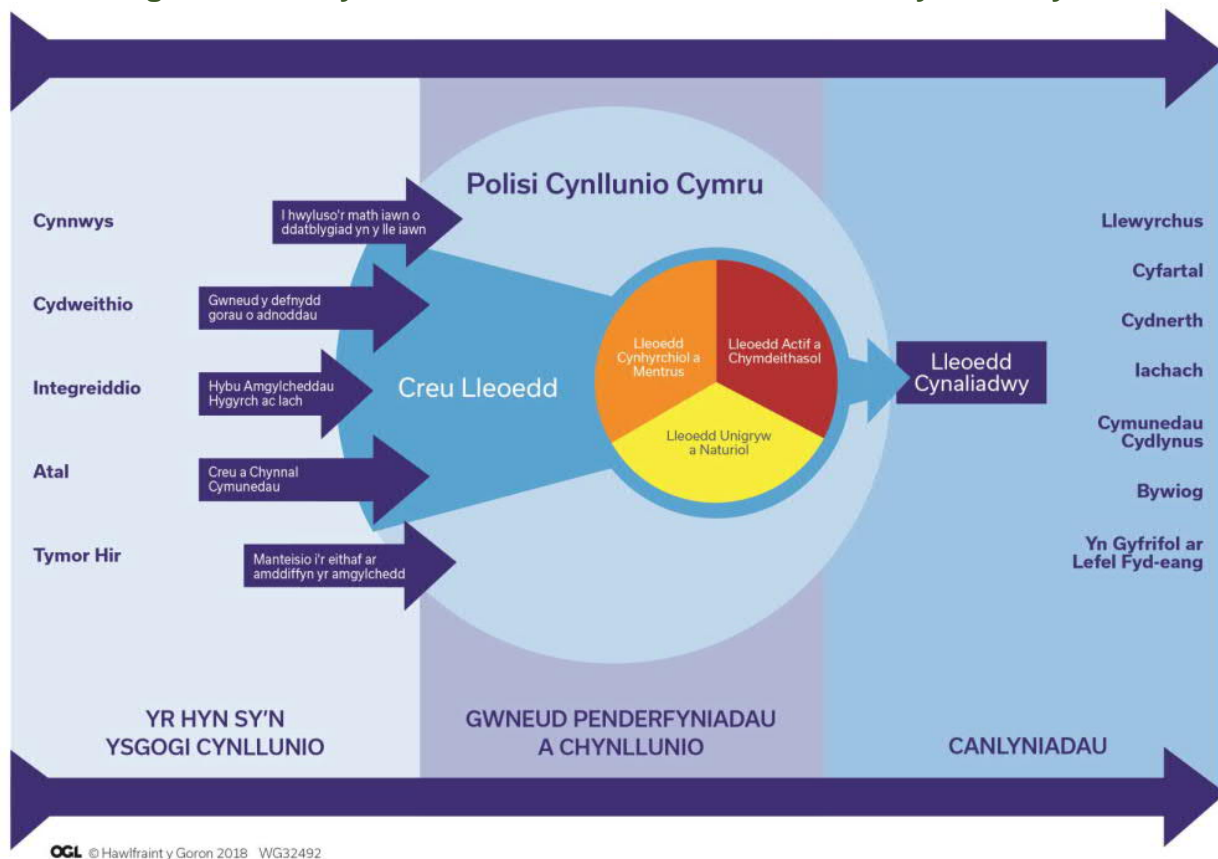 Polisi Cynllunio Cymru
Cynnwys
Cydweithio
Integreiddio
Atal
Tymor Hir
I hwyluso'r math iawn o
ddatblygiad yn y lle iawn
Gwneud y defnydd
gorau o adnoddau
Hybu Amgylcheddau
Hygyrch ac Iach
Creu a Chynnal
Cymunedau
Manteisio i'r eithaf ar
amddiffyn yr amgylchedd
Creu Lleoedd
Lleoedd
Cynhyrchiol a
Mentrus
Lleoedd Actif a
Chymdeithasol
Lleoedd Unigryw
a Naturiol
Lleoedd
Cynaliadwy
Llewyrchus
Cyfartal
Cydnerth
Iachach
Cymunedau
Cydlynus
Bywiog
Yn Gyfrifol ar
Lefel Fyd-eang
YR HYN SY'N
YSGOGI CYNLLUNIO
GWNEUD PENDERFYNIADAU
A CHYNLLUNIO
CANLYNIADAU
OGL © Hawlfraint y Goron 2018 WG32492